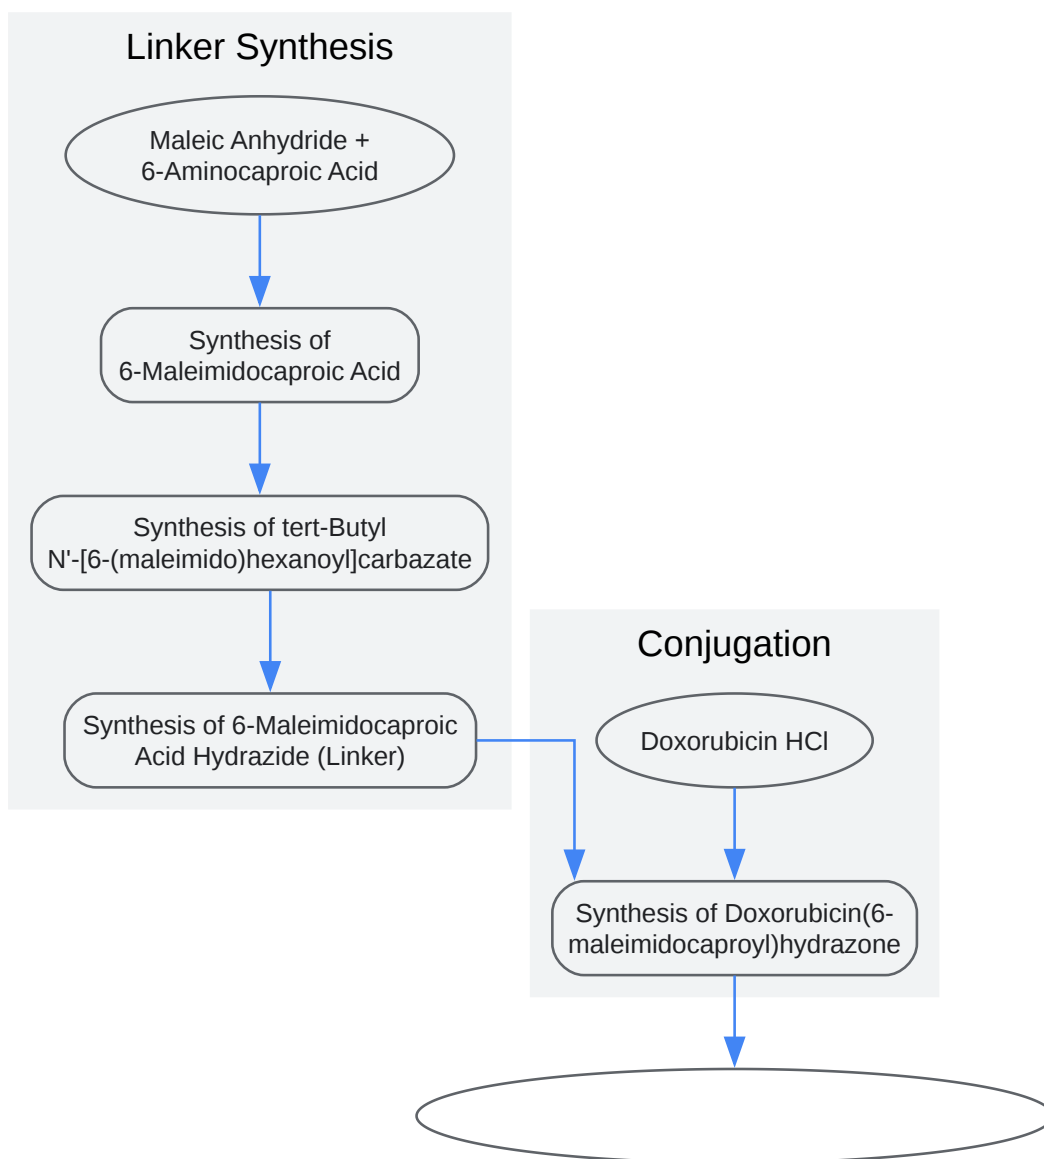 Linker Synthesis
Maleic Anhydride +
6-Aminocaproic Acid
Synthesis of
6-Maleimidocaproic Acid
Synthesis of tert-Butyl
N'-[6-(maleimido)hexanoyl]carbazate
Synthesis of 6-Maleimidocaproic
Acid Hydrazide (Linker)
Conjugation
Doxorubicin HCl
Synthesis of Doxorubicin(6-
maleimidocaproyl)hydrazone